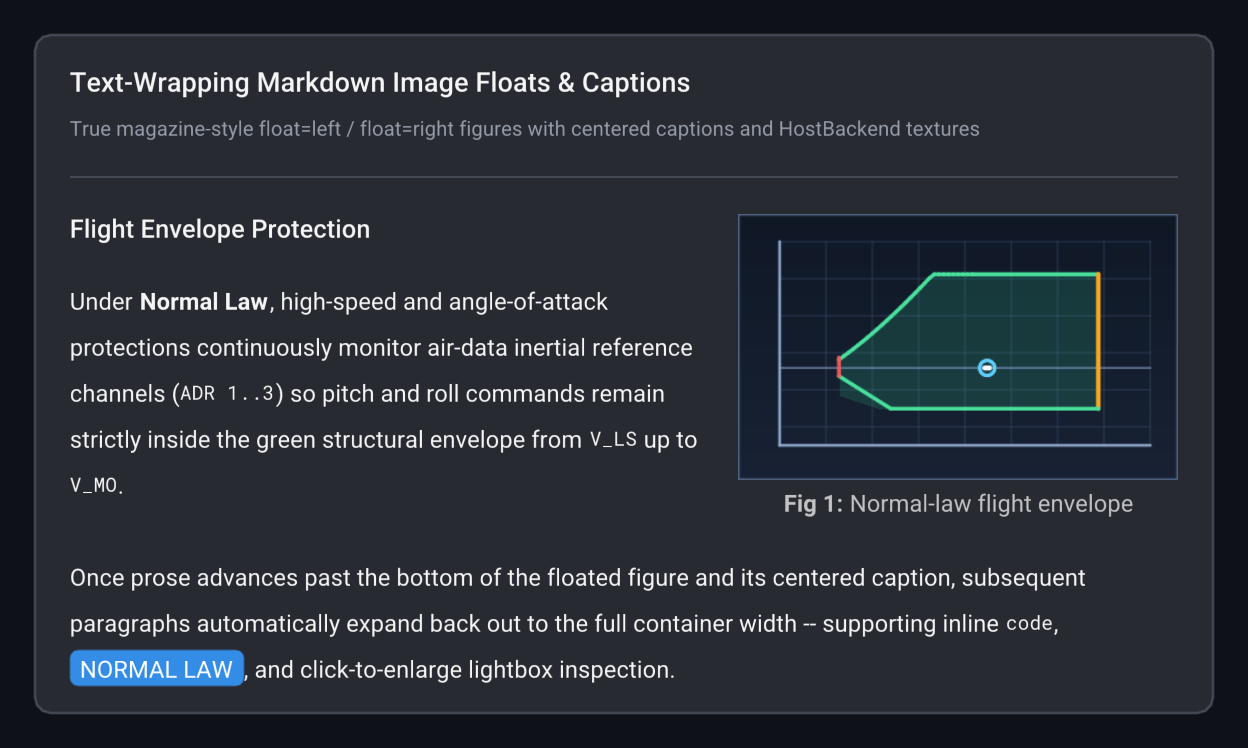 Text-Wrapping Markdown Image Floats & Captions
True magazine-style float=left / float=right figures with centered captions and HostBackend textures
Flight Envelope Protection
Under Normal Law, high-speed and angle-of-attack
protections continuously monitor air-data inertial reference
channels (ADR 1..3) so pitch and roll commands remain
strictly inside the green structural envelope from V_LS up to
V_MO.
Fig 1: Normal-law flight envelope
Once prose advances past the bottom of the floated figure and its centered caption, subsequent
paragraphs automatically expand back out to the full container width -- supporting inline code,
NORMAL LAW, and click-to-enlarge lightbox inspection.